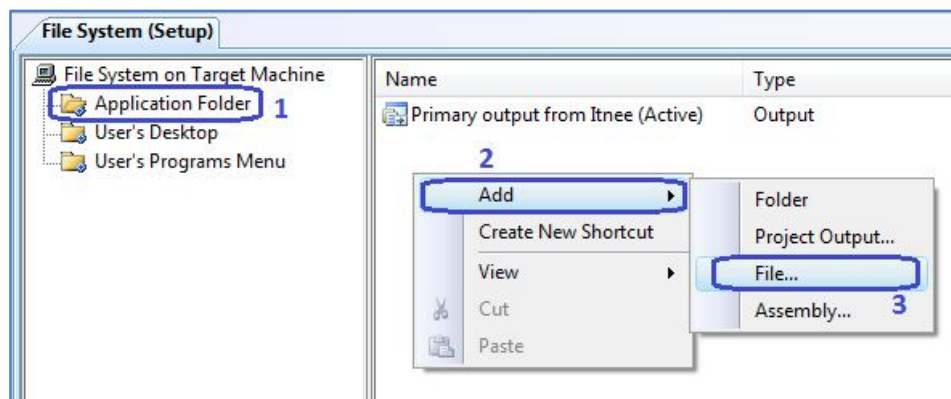 File System (Setup)
File System on Target Machine
Application Folder 1
User's Desktop
User's Programs Menu
Name Type
Primary output from Itnee (Active) Output
2
Add
Create New Shortcut
View
Cut
Paste
Folder
Project Output...
File...
Assembly... 3